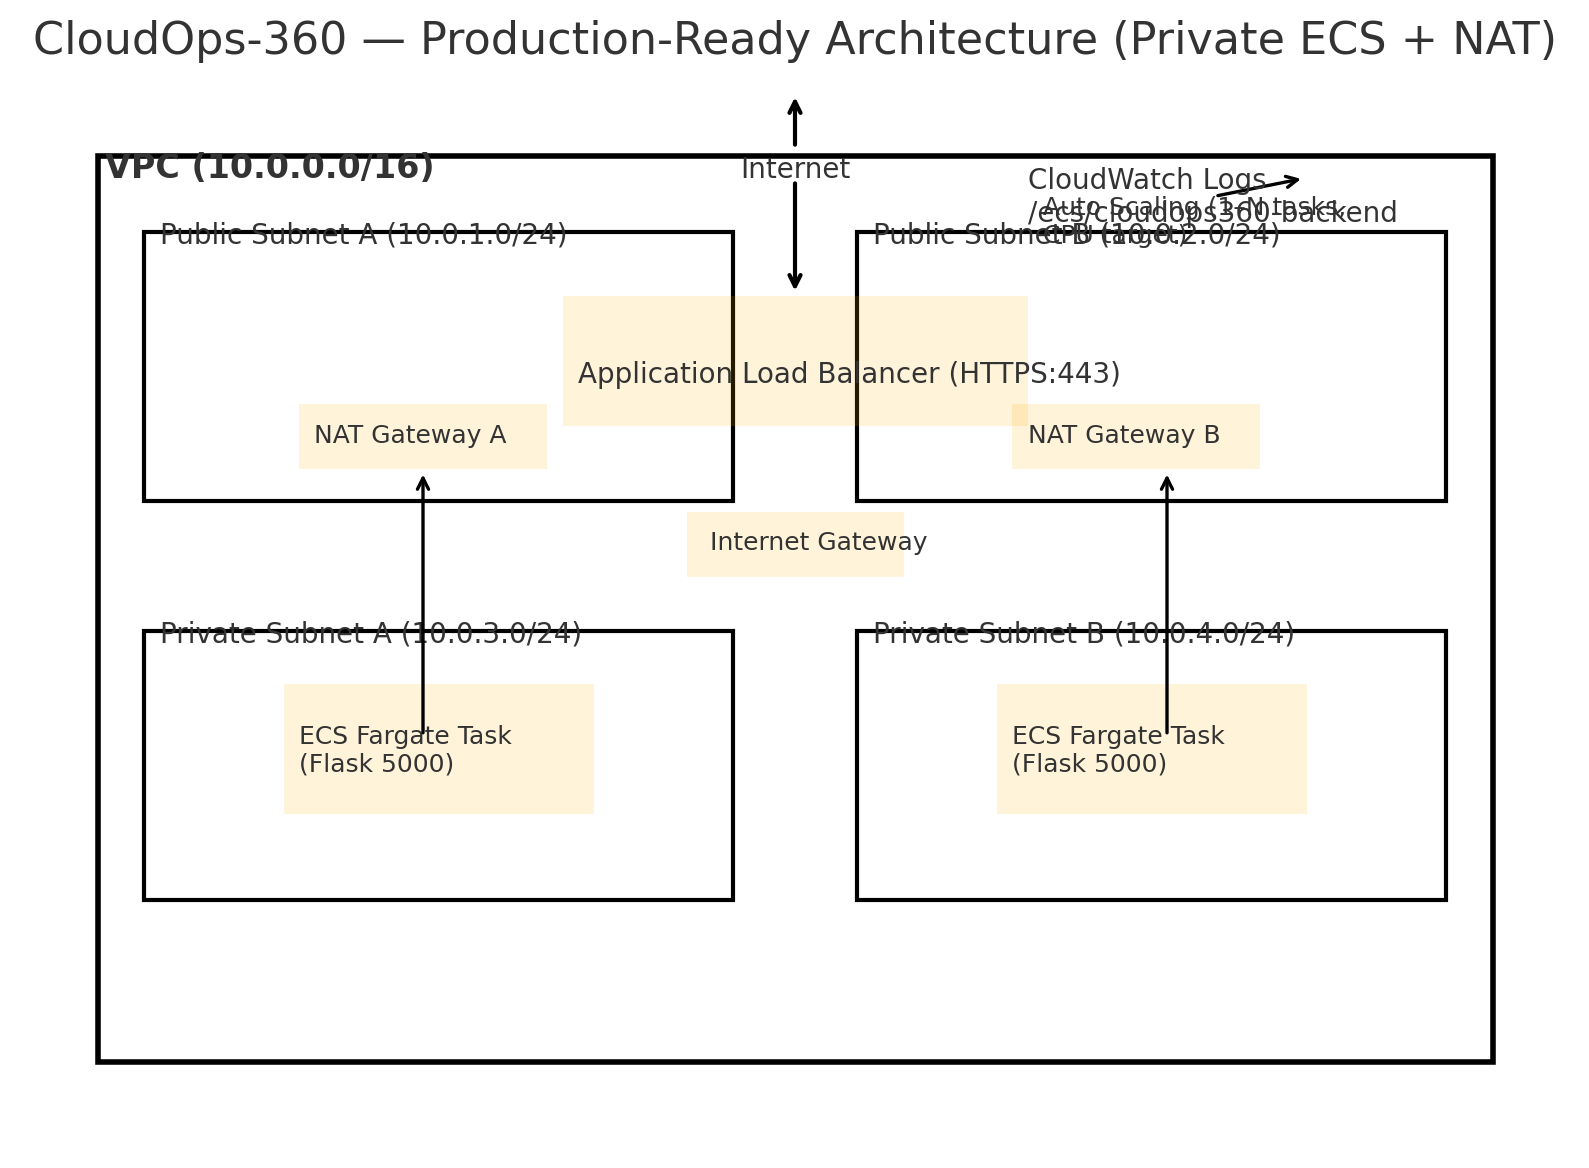 CloudOps-360 — Production-Ready Architecture (Private ECS + NAT)
VPC (10.0.0.0/16)
Internet
CloudWatch Logs
/ecs/cloudops360-backend
Auto Scaling (1–N tasks,
CPU target)
Public Subnet A (10.0.1.0/24)
Public Subnet B (10.0.2.0/24)
Application Load Balancer (HTTPS:443)
NAT Gateway A
NAT Gateway B
Internet Gateway
Private Subnet A (10.0.3.0/24)
Private Subnet B (10.0.4.0/24)
ECS Fargate Task
(Flask 5000)
ECS Fargate Task
(Flask 5000)